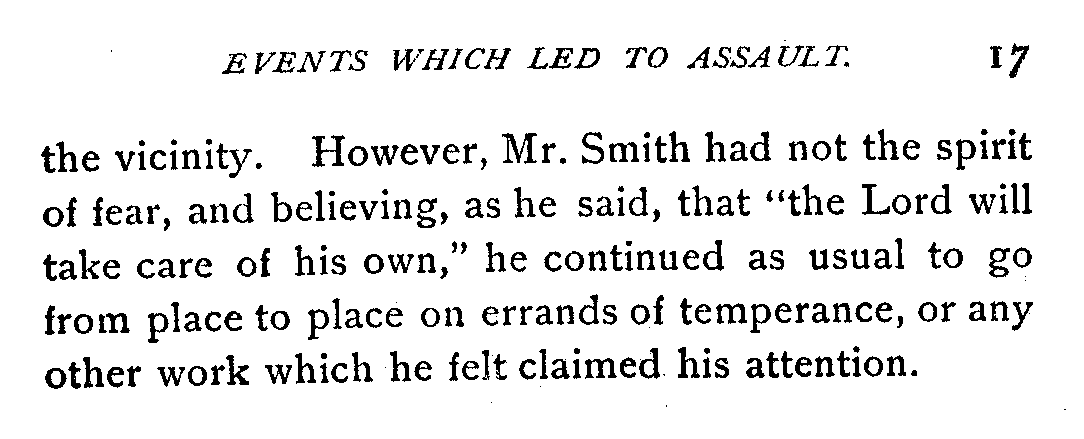 EVENTS WHICH LED TO ASSAULT. 17
the vicinity. However, Mr. Smith had not the spirit
of fear, and believing, as he said, that “the Lord will
take care of his own,” he continued as usual to go
from place to place on errands of temperance, or any
other work which he felt claimed his attention.